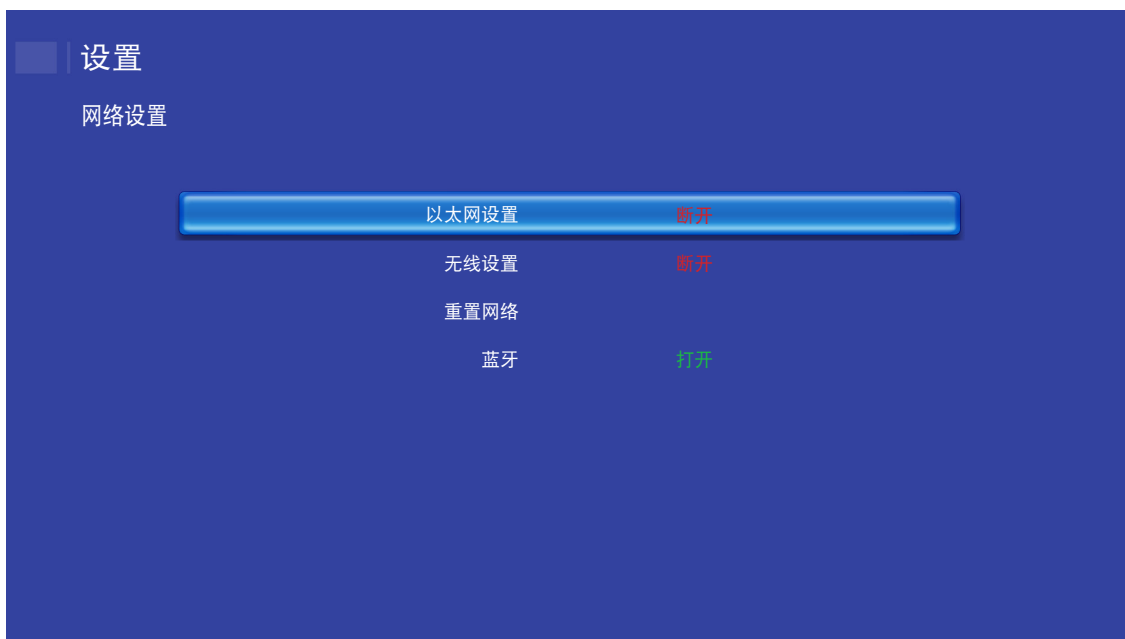 设置
网络设置
以太网设置 断开
无线设置 断开
重置网络
蓝牙 打开